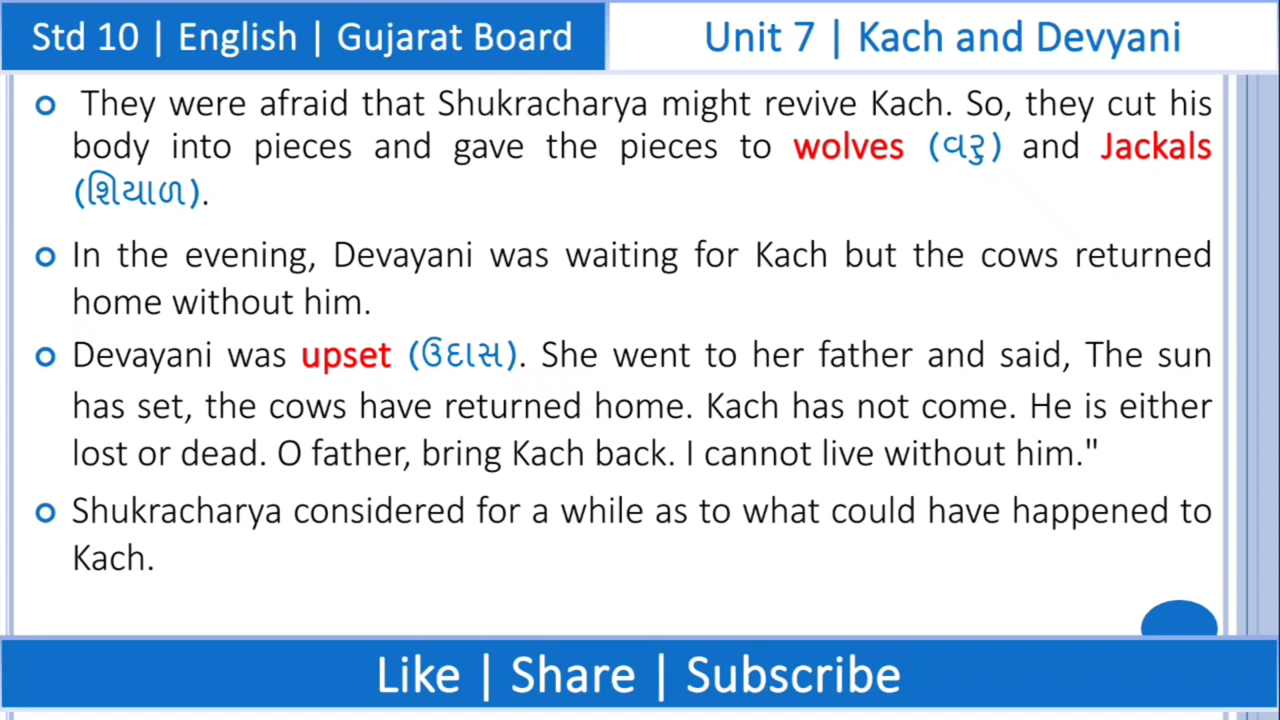 Std 10 | English | Gujarat Board
Unit 7 | Kach and Devyani
They were afraid that Shukracharya might revive Kach. So, they cut his
body into pieces and gave the pieces to wolves (વરુ) and Jackals
(શિયાળ).
In the evening, Devayani was waiting for Kach but the cows returned
home without him.
Devayani was upset (ઉદાસ). She went to her father and said, The sun
has set, the cows have returned home. Kach has not come. He is either
lost or dead. O father, bring Kach back. I cannot live without him."
Shukracharya considered for a while as to what could have happened to
Kach.
Like | Share | Subscribe